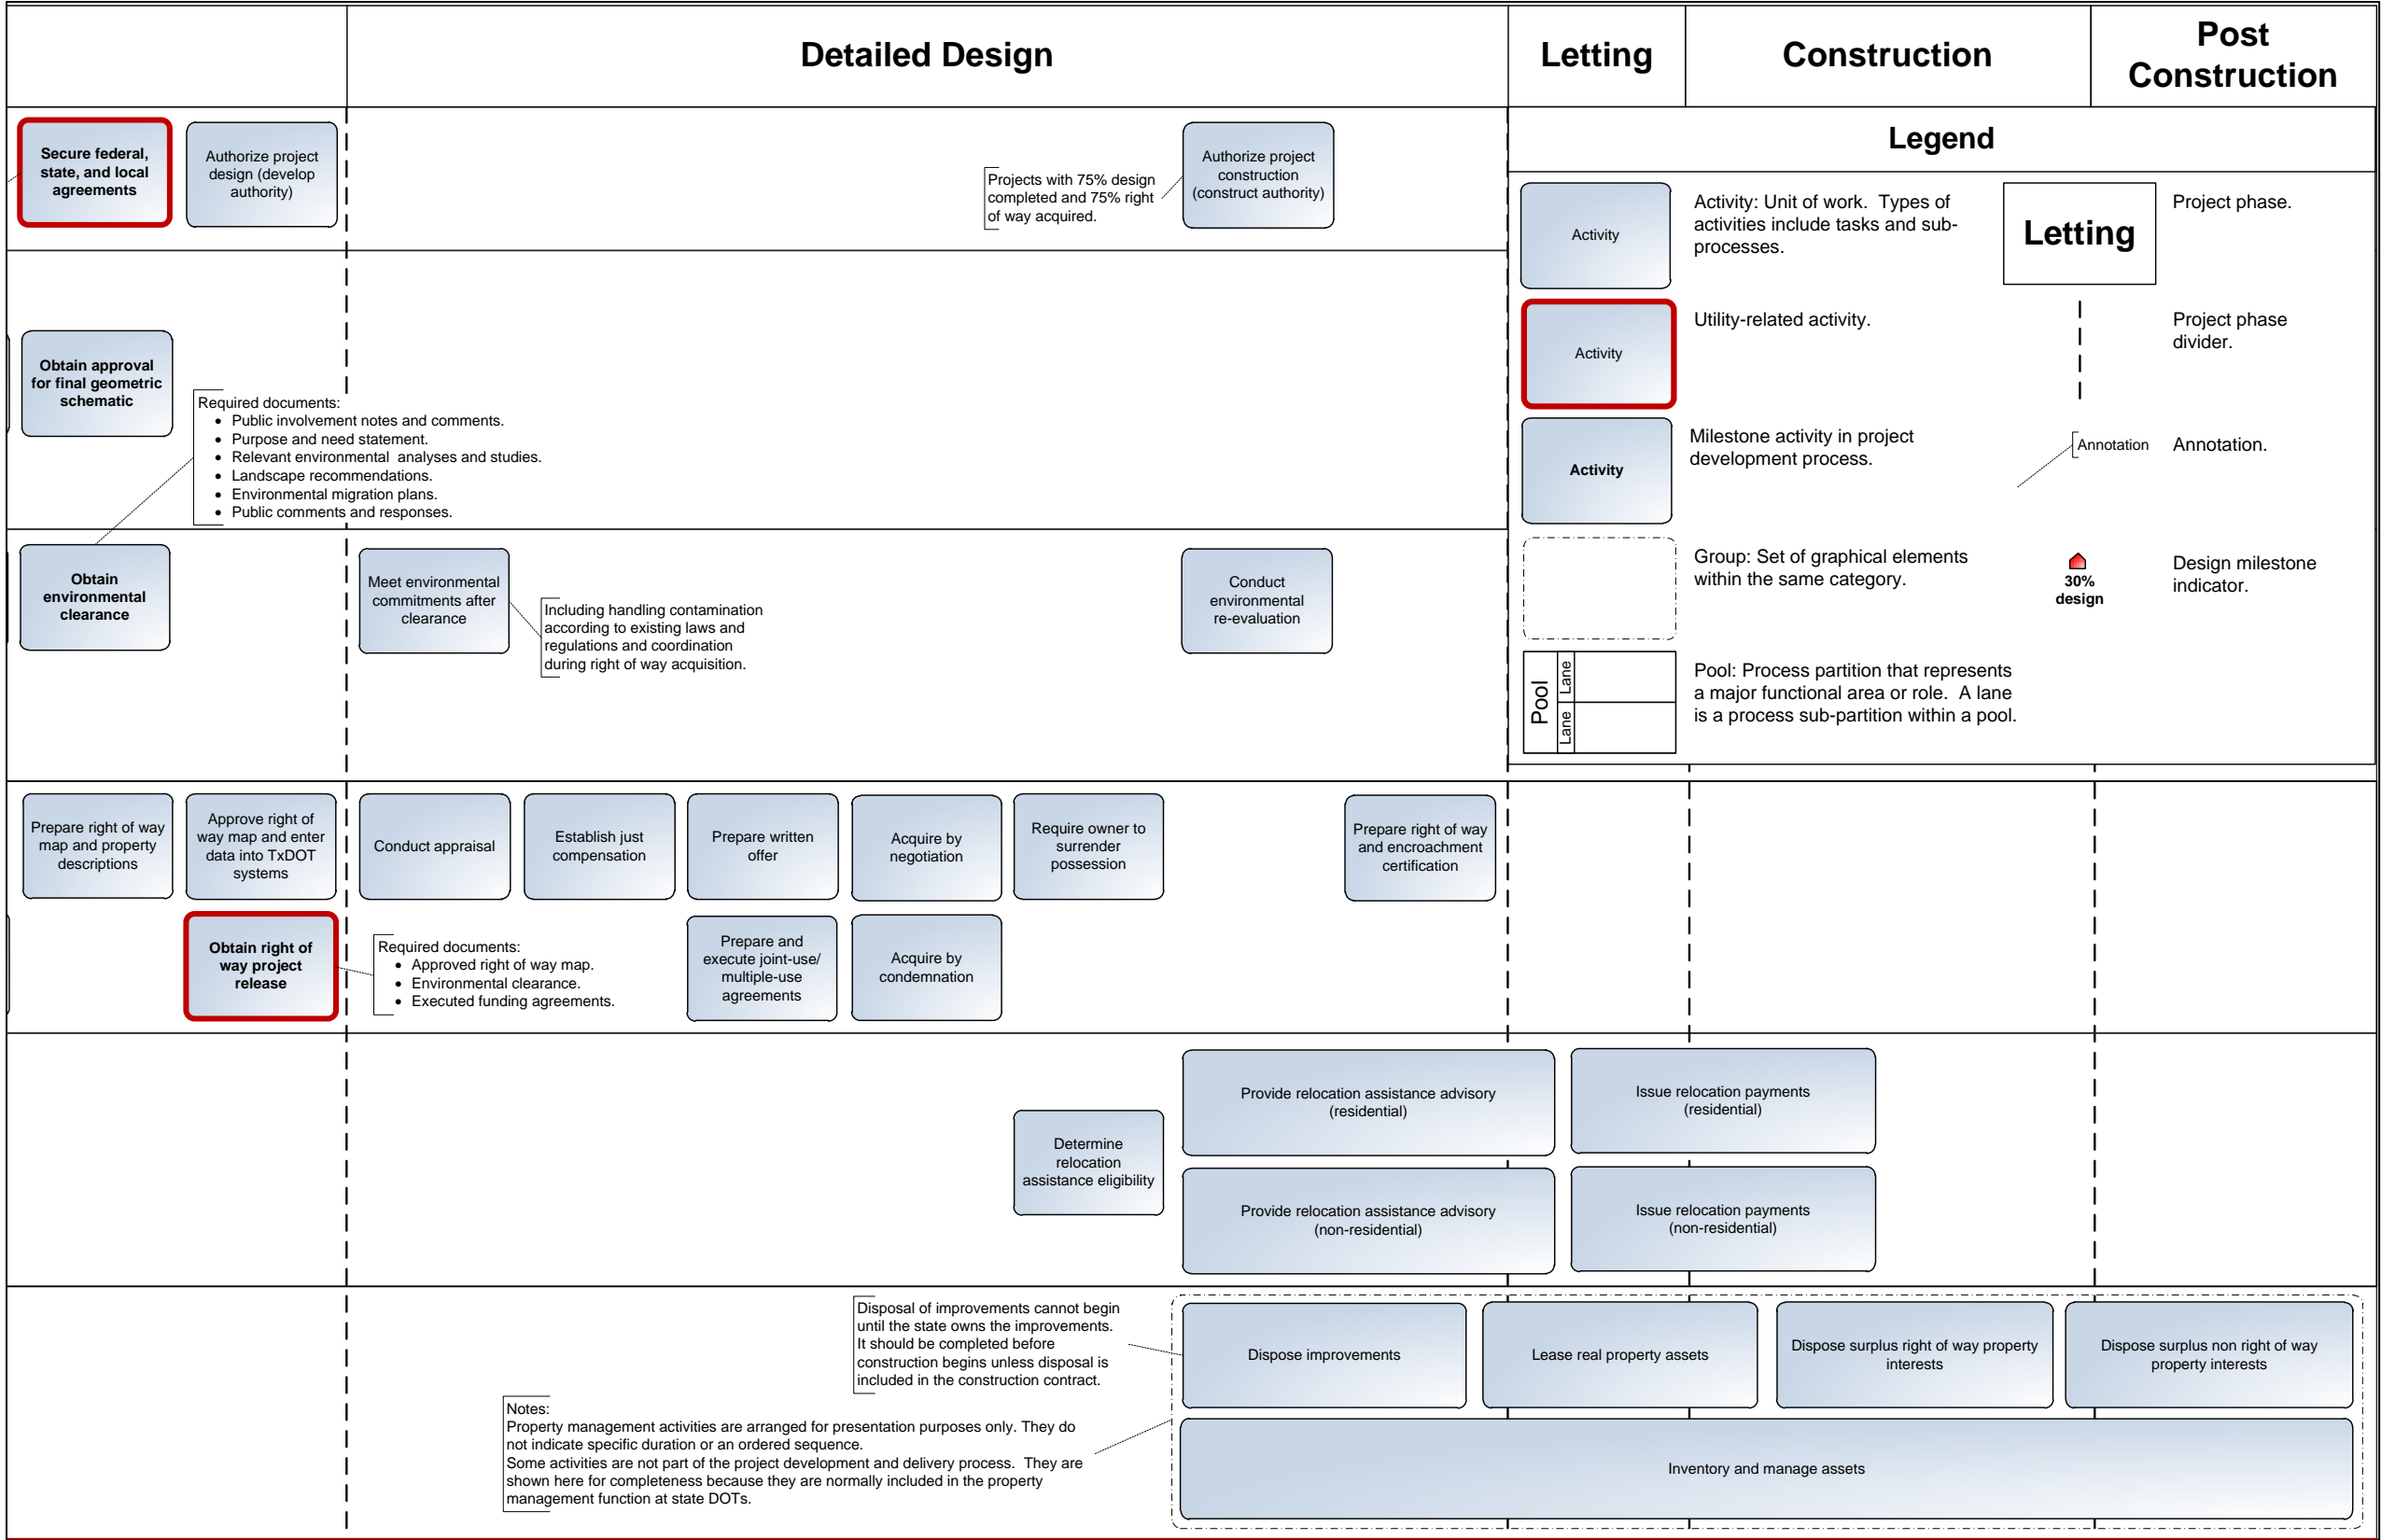 Detailed Design
Letting
Construction
Post
Construction
Secure federal,
state, and local
agreements
Authorize project
design (develop
authority)
Projects with 75% design
completed and 75% right
of way acquired.
Authorize project
construction
(construct authority)
Legend
Activity
Activity: Unit of work.  Types of
activities include tasks and sub-
processes.
Letting
Project phase.
Activity
Utility-related activity.
Project phase
divider.
Activity
Milestone activity in project
development process.
Annotation
Annotation.
Group: Set of graphical elements
within the same category.
30%
design
Design milestone
indicator.
Pool
Lane
Lane
Pool: Process partition that represents
a major functional area or role.  A lane
is a process sub-partition within a pool.
Obtain approval
for final geometric
schematic
Required documents:
• Public involvement notes and comments.
• Purpose and need statement.
• Relevant environmental  analyses and studies.
• Landscape recommendations.
• Environmental migration plans.
• Public comments and responses.
Obtain
environmental
clearance
Meet environmental
commitments after
clearance
Including handling contamination
according to existing laws and
regulations and coordination
during right of way acquisition.
Conduct
environmental
re-evaluation
Prepare right of way
map and property
descriptions
Approve right of
way map and enter
data into TxDOT
systems
Conduct appraisal
Establish just
compensation
Prepare written
offer
Acquire by
negotiation
Require owner to
surrender
possession
Prepare right of way
and encroachment
certification
Obtain right of
way project
release
Required documents:
• Approved right of way map.
• Environmental clearance.
• Executed funding agreements.
Prepare and
execute joint-use/
multiple-use
agreements
Acquire by
condemnation
Determine
relocation
assistance eligibility
Provide relocation assistance advisory
(residential)
Issue relocation payments
(residential)
Provide relocation assistance advisory
(non-residential)
Issue relocation payments
(non-residential)
Disposal of improvements cannot begin
until the state owns the improvements.
It should be completed before
construction begins unless disposal is
included in the construction contract.
Dispose improvements
Lease real property assets
Dispose surplus right of way property
interests
Dispose surplus non right of way
property interests
Notes:
Property management activities are arranged for presentation purposes only. They do
not indicate specific duration or an ordered sequence.
Some activities are not part of the project development and delivery process.  They are
shown here for completeness because they are normally included in the property
management function at state DOTs.
Inventory and manage assets